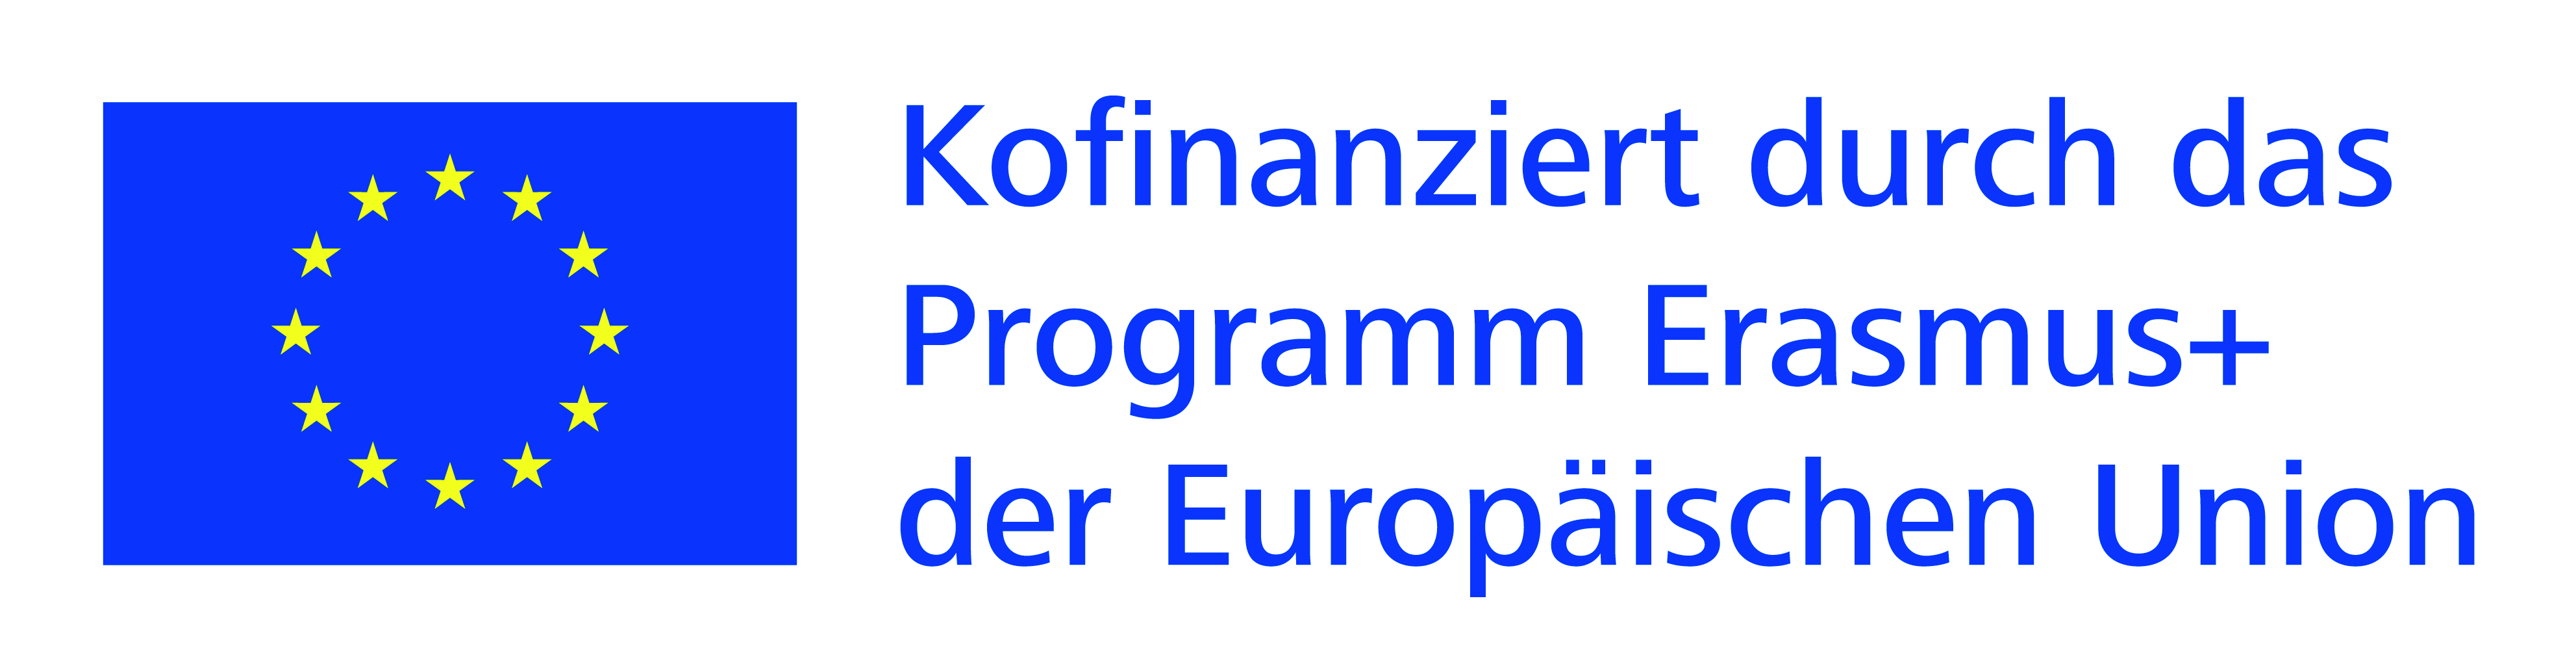 Kofinanziert durch das
Programm Erasmus+
der Europäischen Union